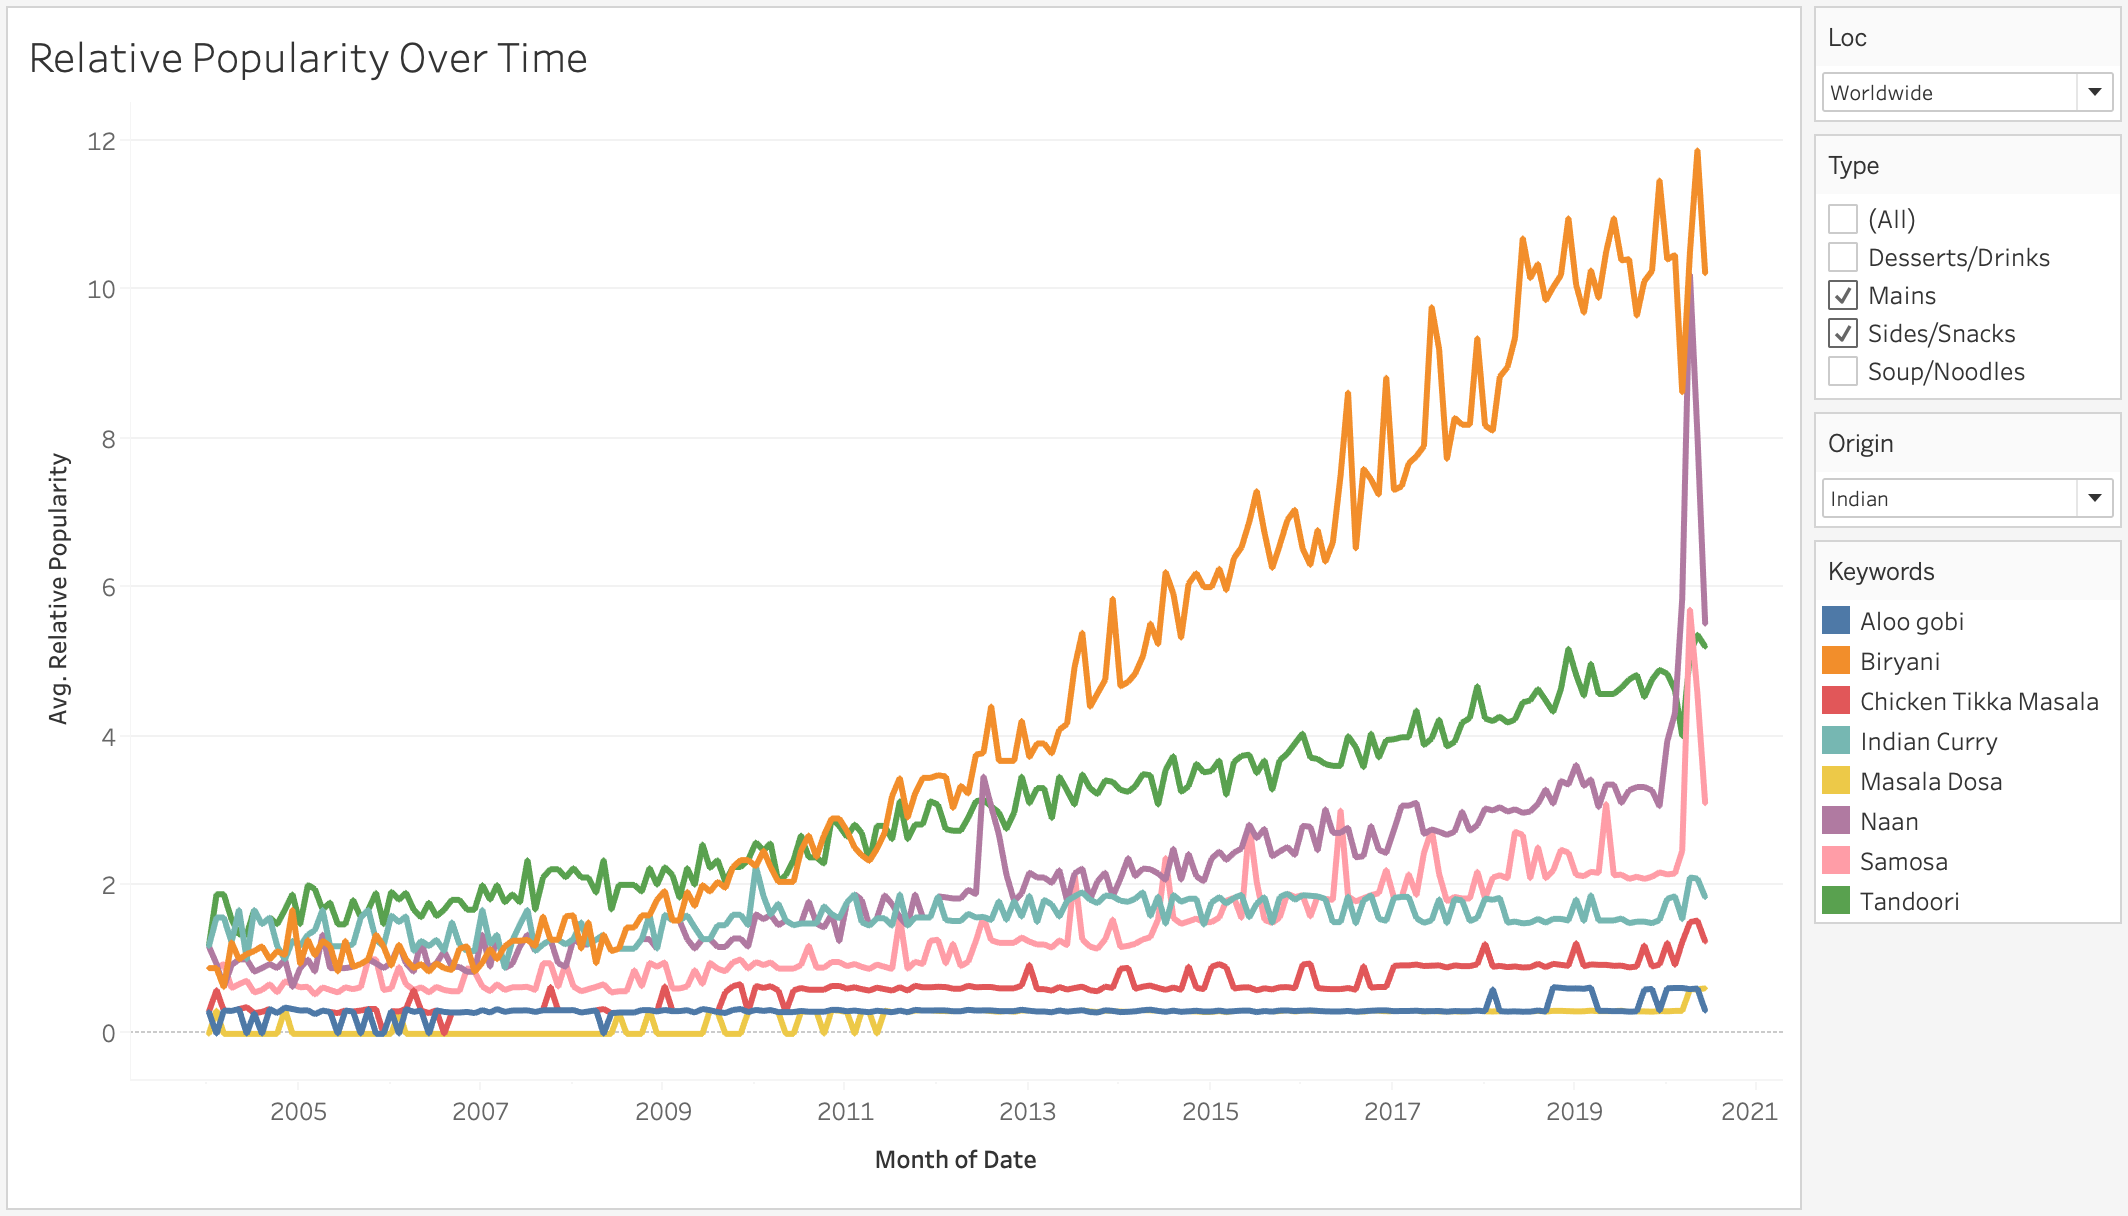 Relative Popularity Over Time
12
10
8
6
4
2
0
Avg. Relative Popularity
2005 2007 2009 2011 2013 2015 2017 2019 2021
Month of Date
Loc
Worldwide
Type
(All)
Desserts/Drinks
Mains
Sides/Snacks
Soup/Noodles
Origin
Indian
Keywords
Aloo gobi
Biryani
Chicken Tikka Masala
Indian Curry
Masala Dosa
Naan
Samosa
Tandoori